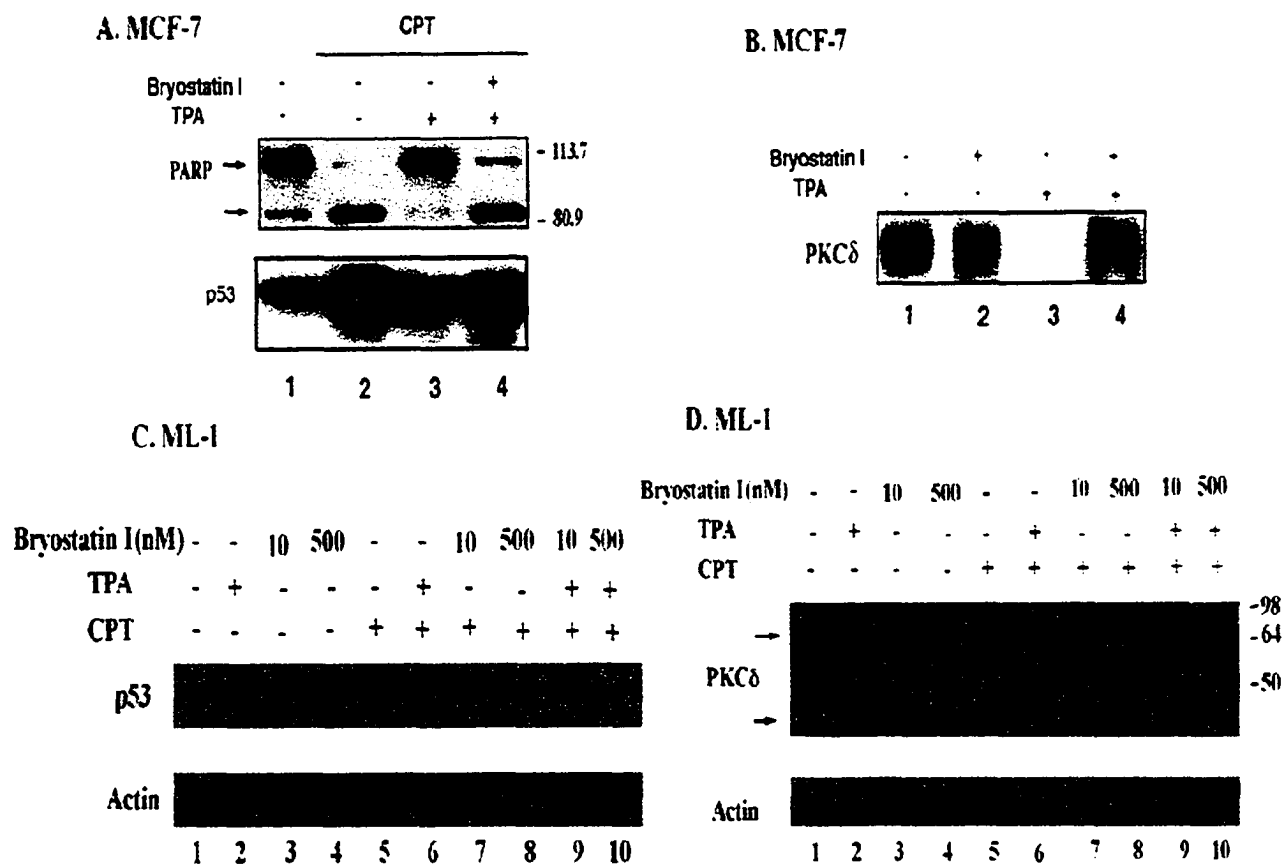 A. MCF-7
CPT
Bryostatin I - - - +
TPA - - + +
PARP
- 113.7
- 80.9
p53
1 2 3 4
B. MCF-7
Bryostatin I - + - +
TPA - - + +
PKCδ
1 2 3 4
C. ML-1
Bryostatin I(nM) - - 10 500 - - 10 500 10 500
TPA - + - - - + - - + +
CPT - - - - + + + + + +
p53
Actin
1 2 3 4 5 6 7 8 9 10
D. ML-1
Bryostatin I(nM) - - 10 500 - - 10 500 10 500
TPA - + - - - + - - + +
CPT - - - - + + + + + +
-98
-64
PKCδ
-50
Actin
1 2 3 4 5 6 7 8 9 10